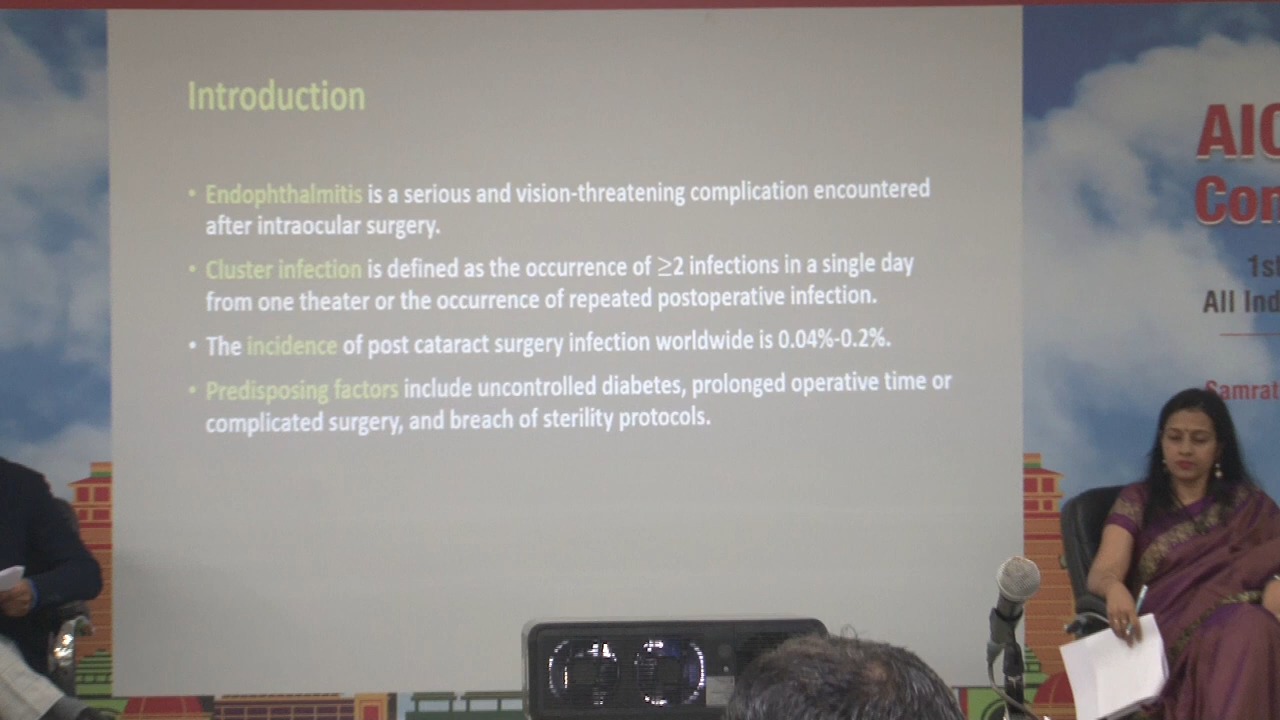 Introduction
• Endophthalmitis is a serious and vision-threatening complication encountered
after intraocular surgery.
• Cluster infection is defined as the occurrence of ≥2 infections in a single day
from one theater or the occurrence of repeated postoperative infection.
• The incidence of post cataract surgery infection worldwide is 0.04%-0.2%.
• Predisposing factors include uncontrolled diabetes, prolonged operative time or
complicated surgery, and breach of sterility protocols.
AIO
Con
1st
All Ind
Samrat